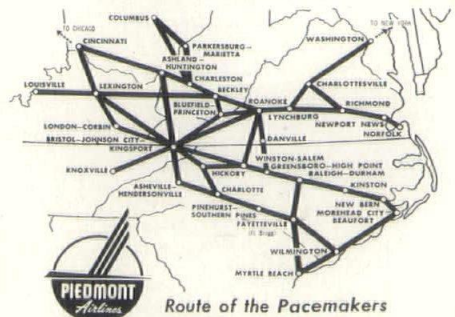 COLUMBUS
TO CHICAGO
TO NEW YORK
CINCINNATI
WASHINGTON
PARKERSBURG-
MARIETTA
ASHLAND-
HUNTINGTON
CHARLESTON
CHARLOTTESVILLE
LOUISVILLE
LEXINGTON
BECKLEY
BLUEFIELD-
PRINCETON
ROANOKE
RICHMOND
LYNCHBURG
NEWPORT NEWS
NORFOLK
LONDON-CORBIN
BRISTOL-JOHNSON CITY-
KINGSPORT
DANVILLE
WINSTON-SALEM
GREENSBORO-HIGH POINT
RALEIGH-DURHAM
KNOXVILLE
HICKORY
KINSTON
ASHEVILLE-
HENDERSONVILLE
CHARLOTTE
NEW BERN
MOREHEAD CITY-
BEAUFORT
PINEHURST-
SOUTHERN PINES
FAYETTEVILLE
(Ft. Bragg)
WILMINGTON
MYRTLE BEACH
PIEDMONT
Airlines
Route of the Pacemakers